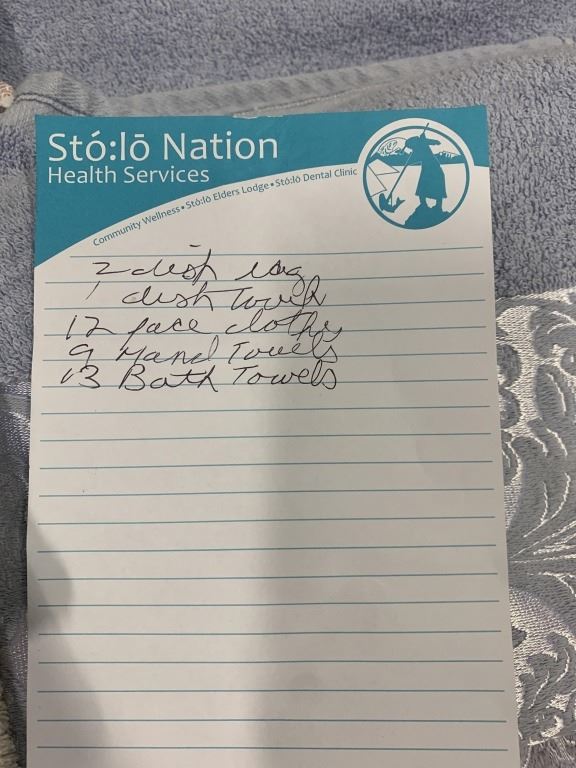 Stó:lō Nation
Health Services
Community Wellness • Stó:lō Elders Lodge • Stó:lō Dental Clinic
2 dish rag
1 dish Towel
12 face cloths
9 Hand Towels
13 Bath Towels